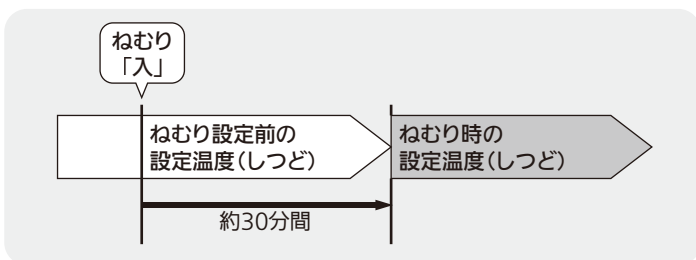 ねむり
「入」
ねむり設定前の
設定温度(しつど)
ねむり時の
設定温度(しつど)
約30分間